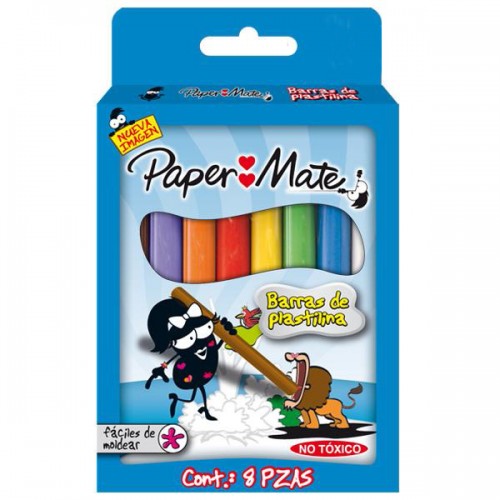 Paper Mate
Barras de
plastilina
NUEVA
IMAGEN
Paper Mate
Barras de
plastilina
fáciles de
moldear
NO TÓXICO
Cont.: 8 PZAS